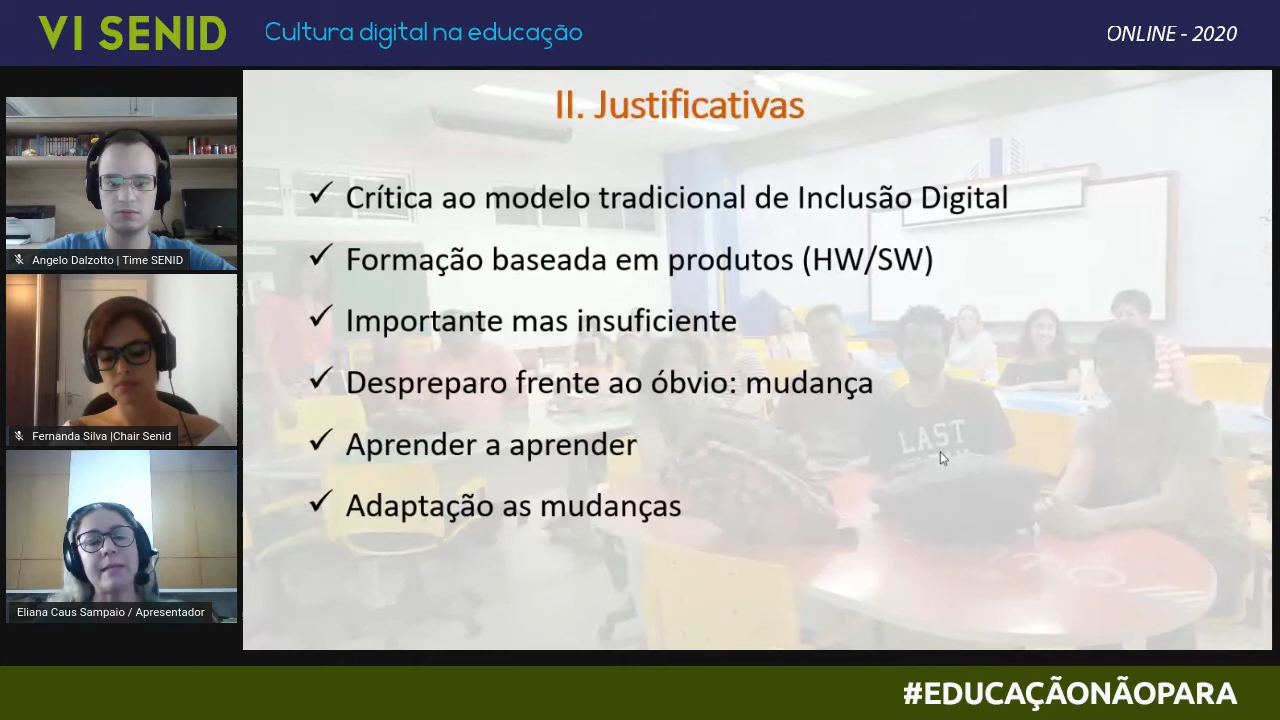 VI SENID
Cultura digital na educação
ONLINE - 2020
II. Justificativas
Crítica ao modelo tradicional de Inclusão Digital
Formação baseada em produtos (HW/SW)
Importante mas insuficiente
Despreparo frente ao óbvio: mudança
Aprender a aprender
Adaptação as mudanças
LAST
Angelo Dalzotto | Time SENID
Fernanda Silva |Chair Senid
Eliana Caus Sampaio / Apresentador
#EDUCAÇÃONÃOPARA